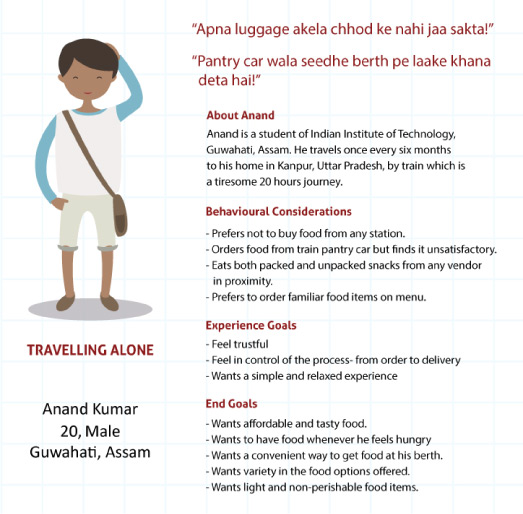 “Apna luggage akela chhod ke nahi jaa sakta!”
“Pantry car wala seedhe berth pe laake khana
deta hai!”
About Anand
Anand is a student of Indian Institute of Technology,
Guwahati, Assam. He travels once every six months
to his home in Kanpur, Uttar Pradesh, by train which is
a tiresome 20 hours journey.
Behavioural Considerations
- Prefers not to buy food from any station.
- Orders food from train pantry car but finds it unsatisfactory.
- Eats both packed and unpacked snacks from any vendor
in proximity.
- Prefers to order familiar food items on menu.
Experience Goals
- Feel trustful
- Feel in control of the process- from order to delivery
- Wants a simple and relaxed experience
End Goals
- Wants affordable and tasty food.
- Wants to have food whenever he feels hungry
- Wants a convenient way to get food at his berth.
- Wants variety in the food options offered.
- Wants light and non-perishable food items.
TRAVELLING ALONE
Anand Kumar
20, Male
Guwahati, Assam